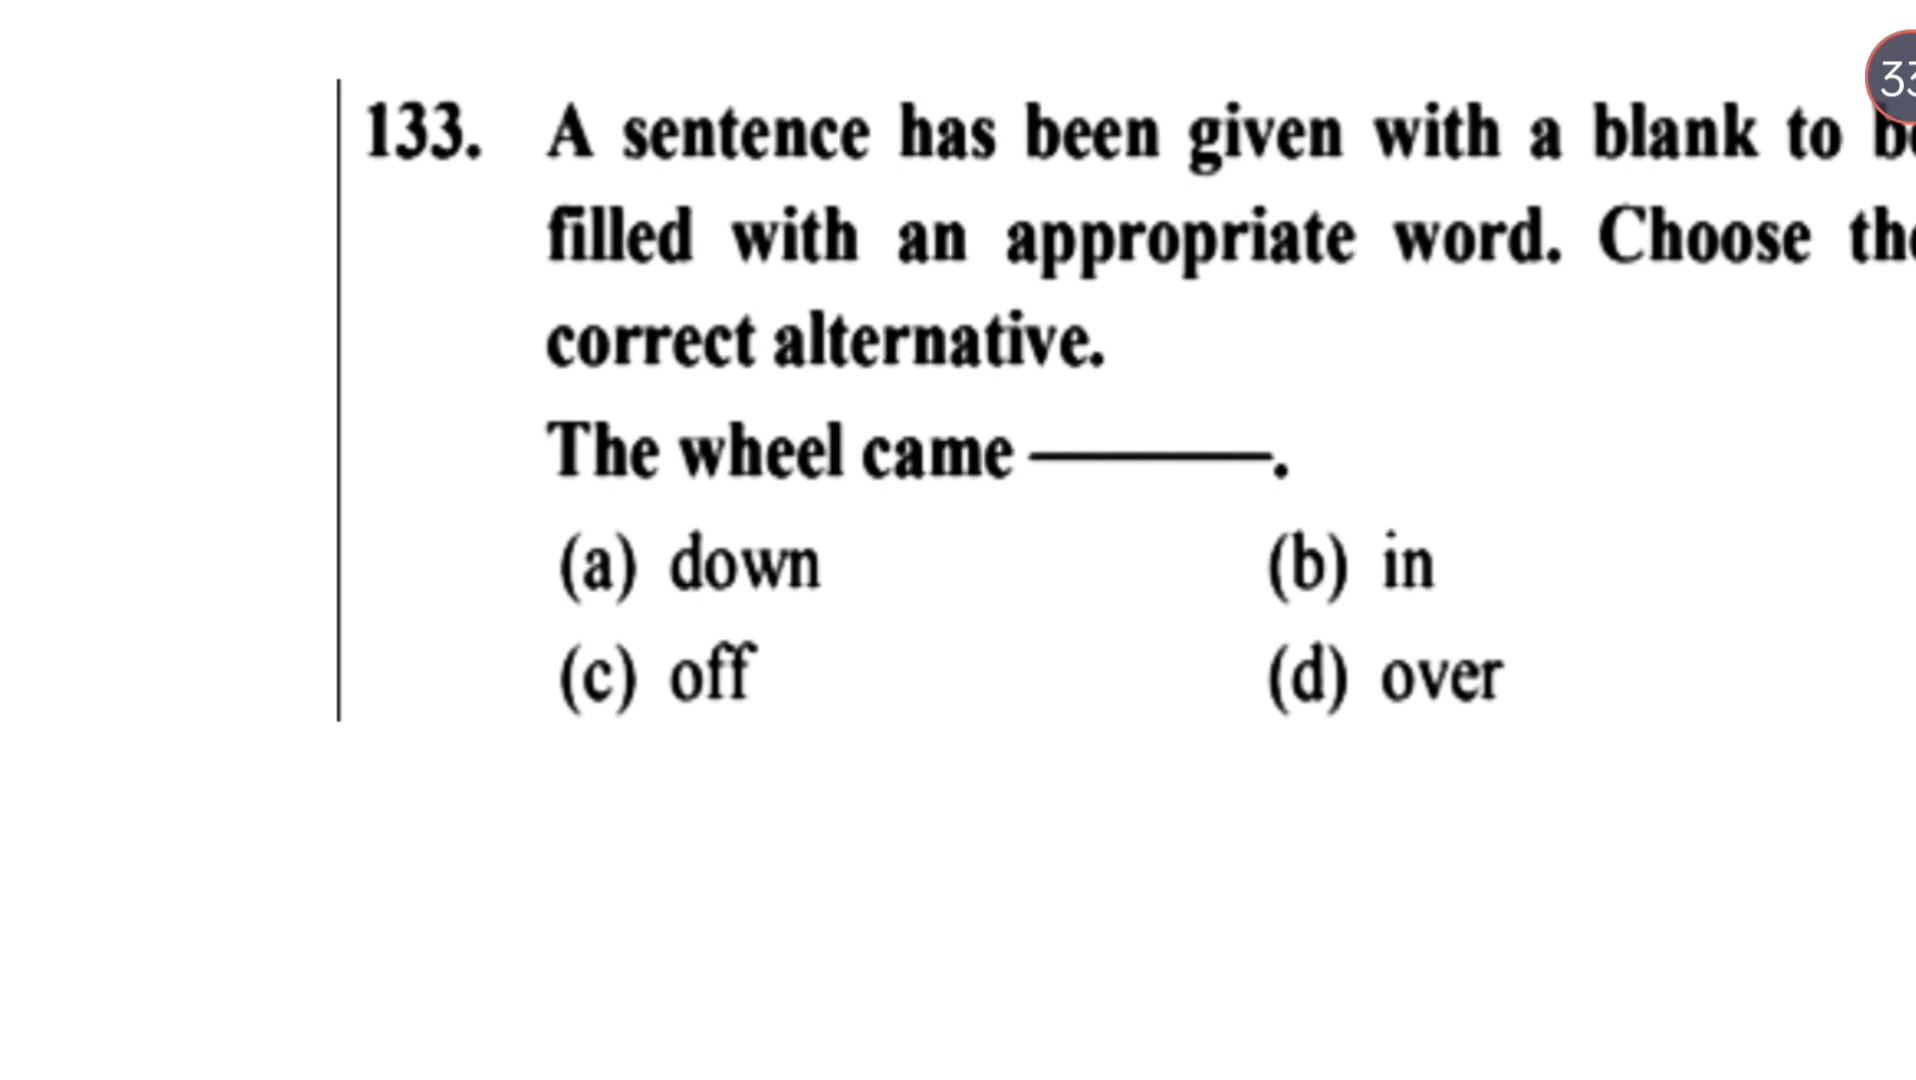 133. A sentence has been given with a blank to
filled with an appropriate word. Choose
correct alternative.
The wheel came ————.
(a) down (b) in
(c) off (d) over